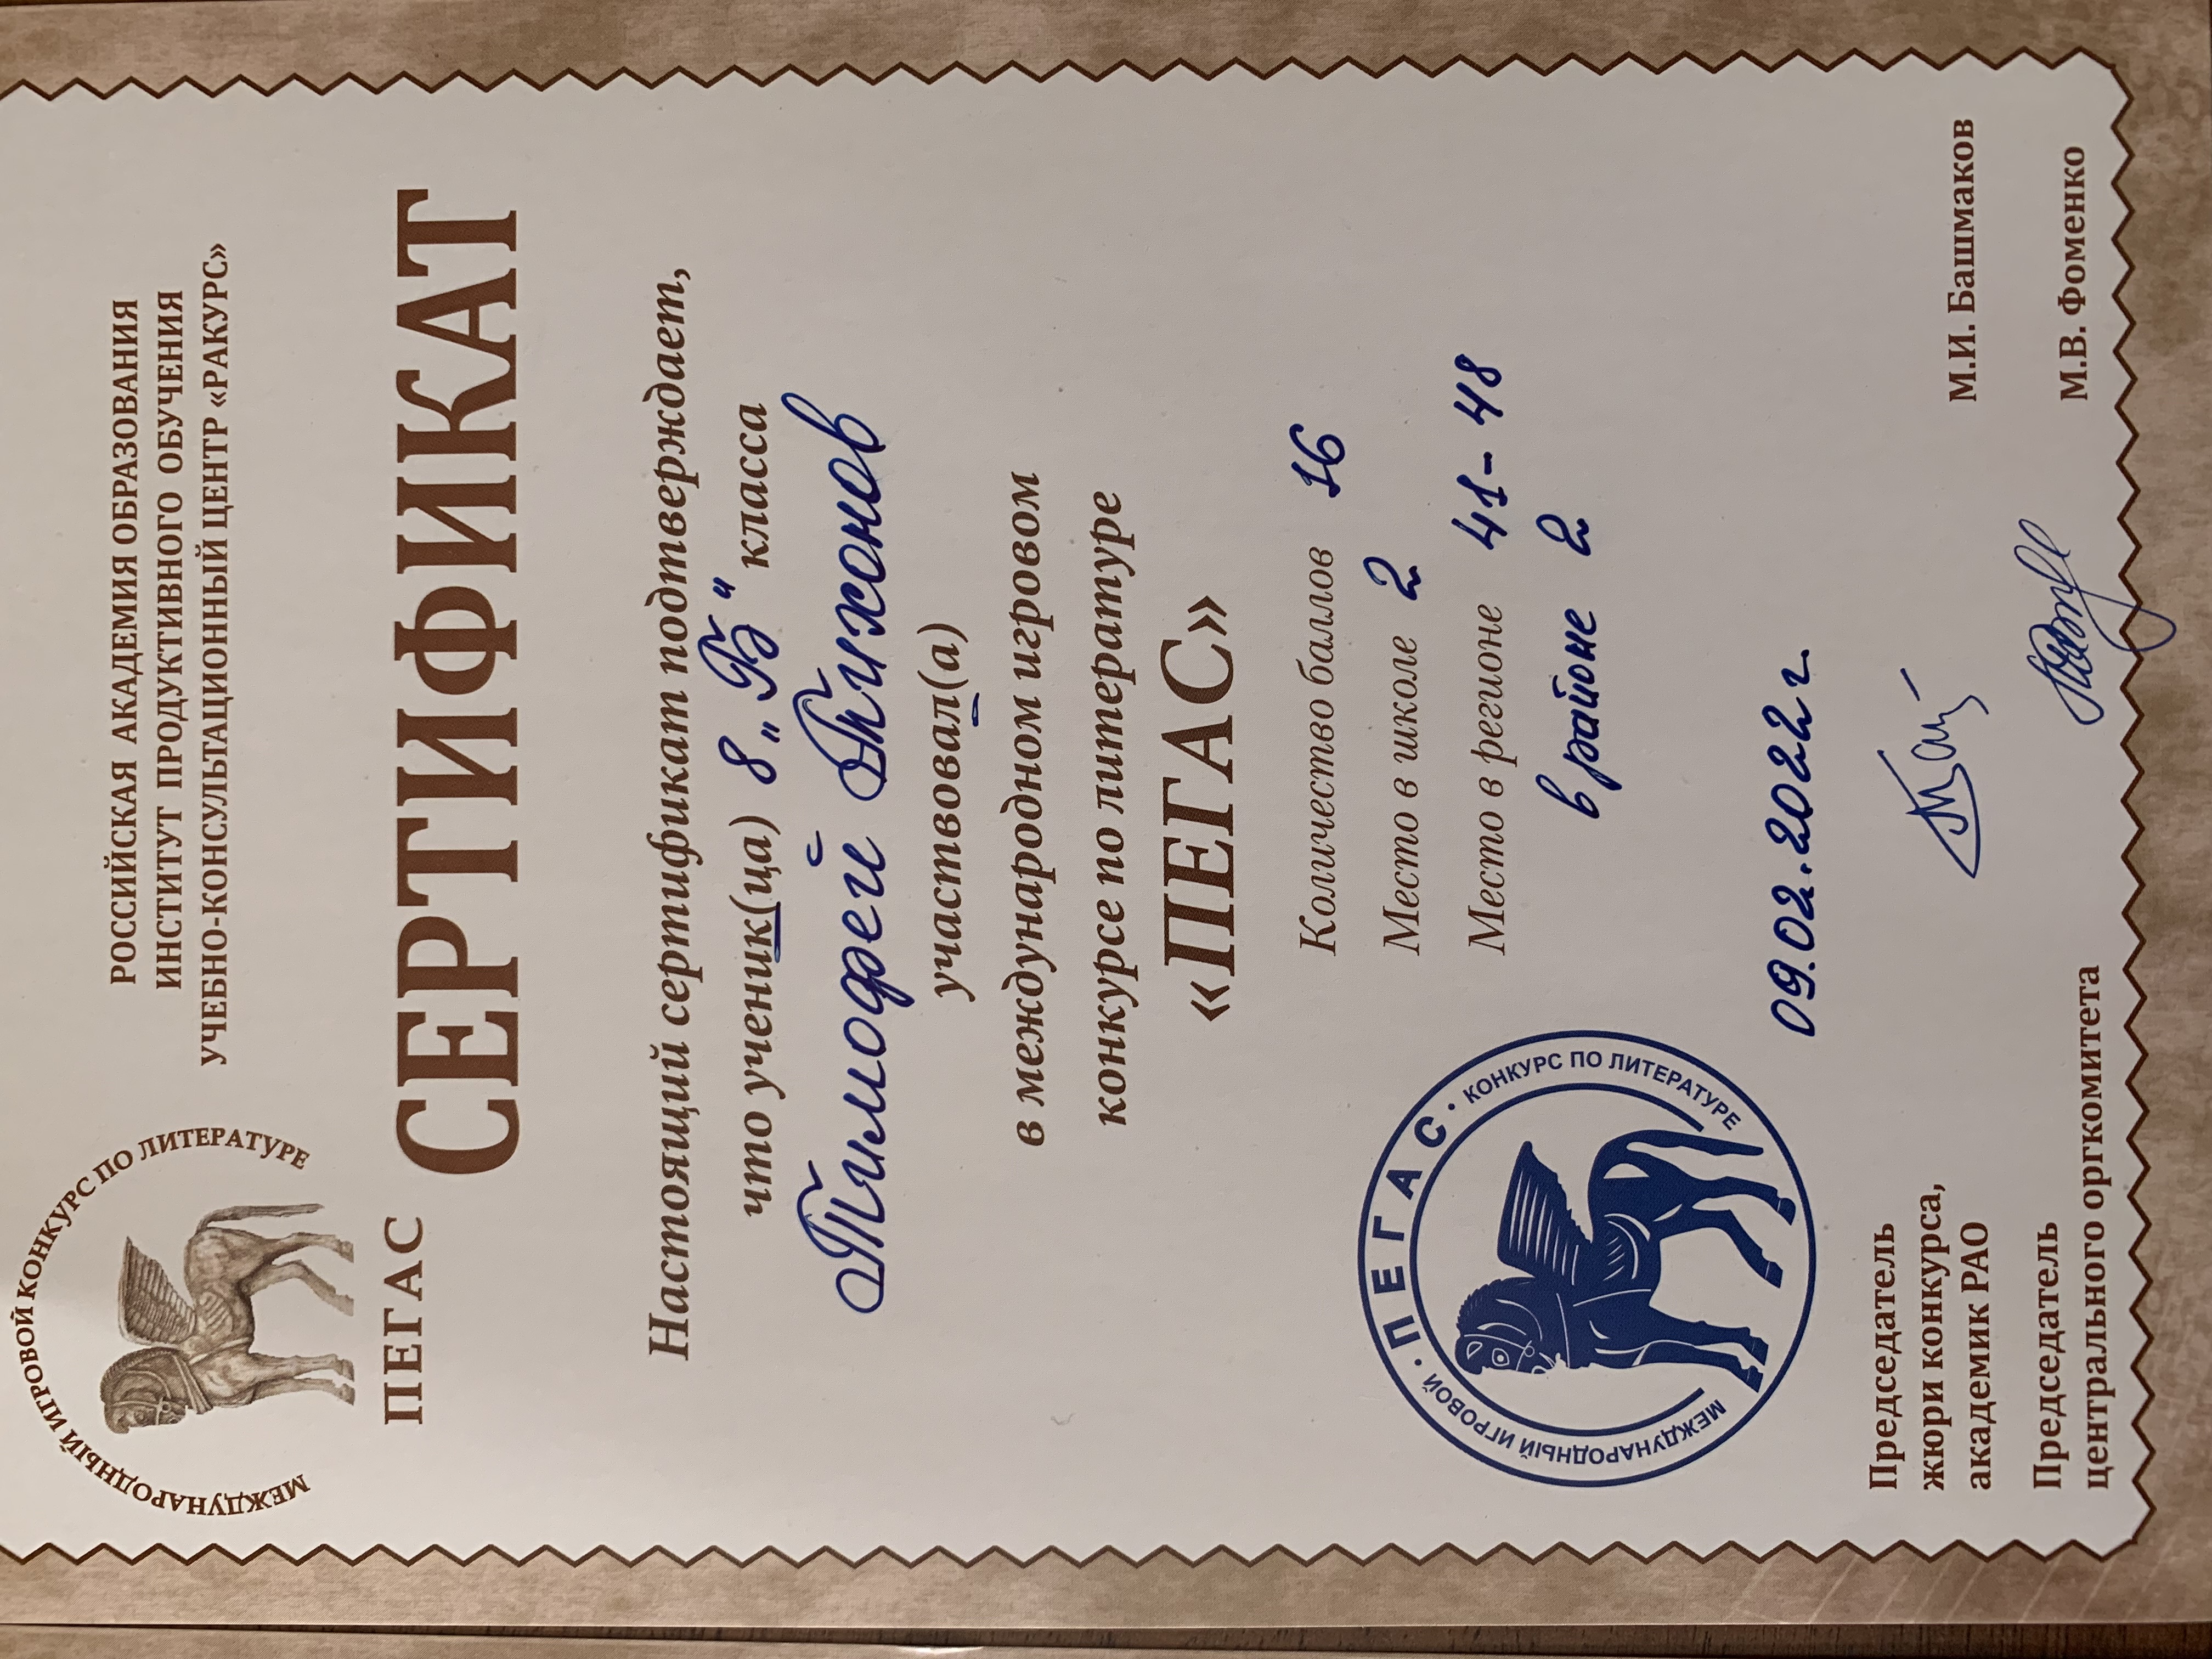 РОССИЙСКАЯ АКАДЕМИЯ ОБРАЗОВАНИЯ
ИНСТИТУТ ПРОДУКТИВНОГО ОБУЧЕНИЯ
УЧЕБНО-КОНСУЛЬТАЦИОННЫЙ ЦЕНТР «РАКУРС»
МЕЖДУНАРОДНЫЙ ИГРОВОЙ КОНКУРС ПО ЛИТЕРАТУРЕ
ПЕГАС
СЕРТИФИКАТ
Настоящий сертификат подтверждает,
что ученик(ца) 8 „Б“ класса
Тимофей Тихонов
участвовал(а)
в международном игровом
конкурсе по литературе
«ПЕГАС»
Количество баллов 16
Место в школе 2
Место в регионе 41-48
в районе 2
МЕЖДУНАРОДНЫЙ ИГРОВОЙ · ПЕГАС · КОНКУРС ПО ЛИТЕРАТУРЕ
09.02.2022 г
Председатель
жюри конкурса,
академик РАО
М.И. Башмаков
Председатель
центрального оргкомитета
М.В. Фоменко